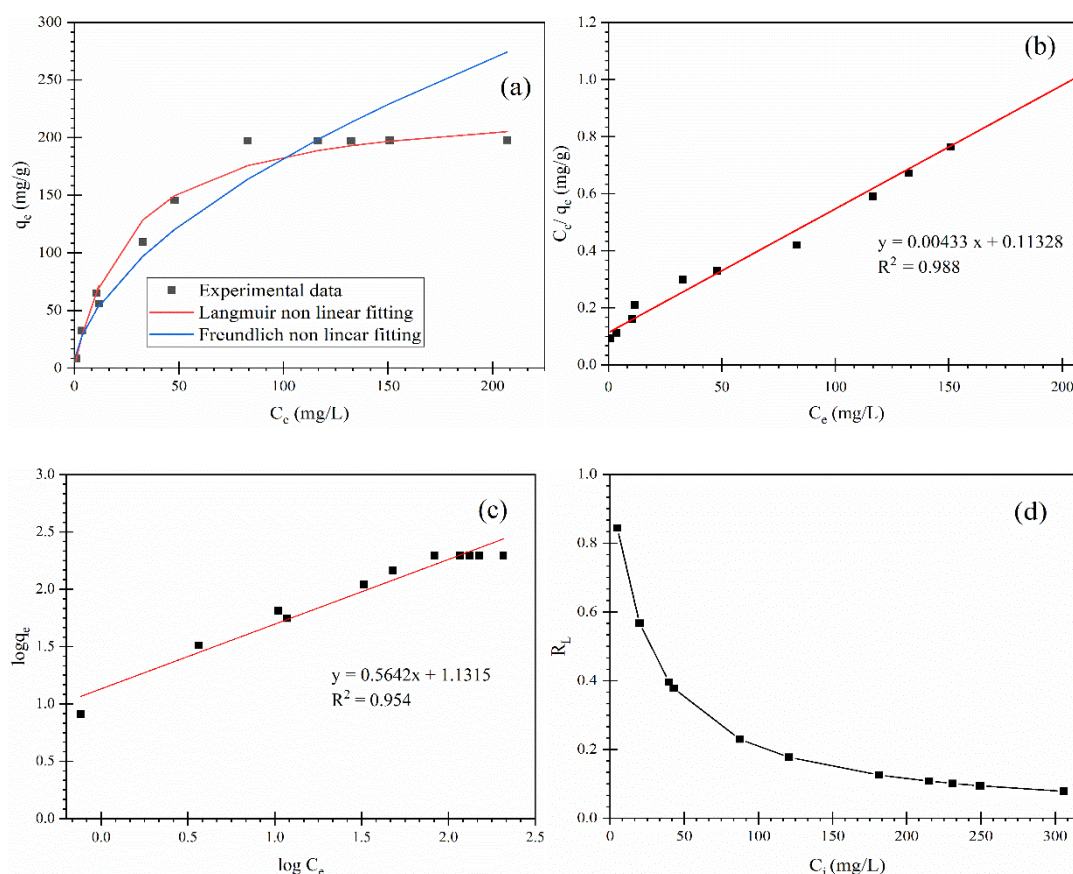 300
250
200
150
100
50
0
qₑ (mg/g)
(a)
Experimental data
Langmuir non linear fitting
Freundlich non linear fitting
0 50 100 150 200
Cₑ (mg/L)
1.2
1.0
0.8
0.6
0.4
0.2
0.0
Cₑ/ qₑ (mg/g)
(b)
y = 0.00433 x + 0.11328
R² = 0.988
0 50 100 150 200
Cₑ (mg/L)
3.0
2.5
2.0
1.5
1.0
0.5
0.0
logqₑ
(c)
y = 0.5642x + 1.1315
R² = 0.954
0.0 0.5 1.0 1.5 2.0 2.5
log Cₑ
1.0
0.8
0.6
0.4
0.2
0.0
R_L
(d)
0 50 100 150 200 250 300
Cᵢ (mg/L)